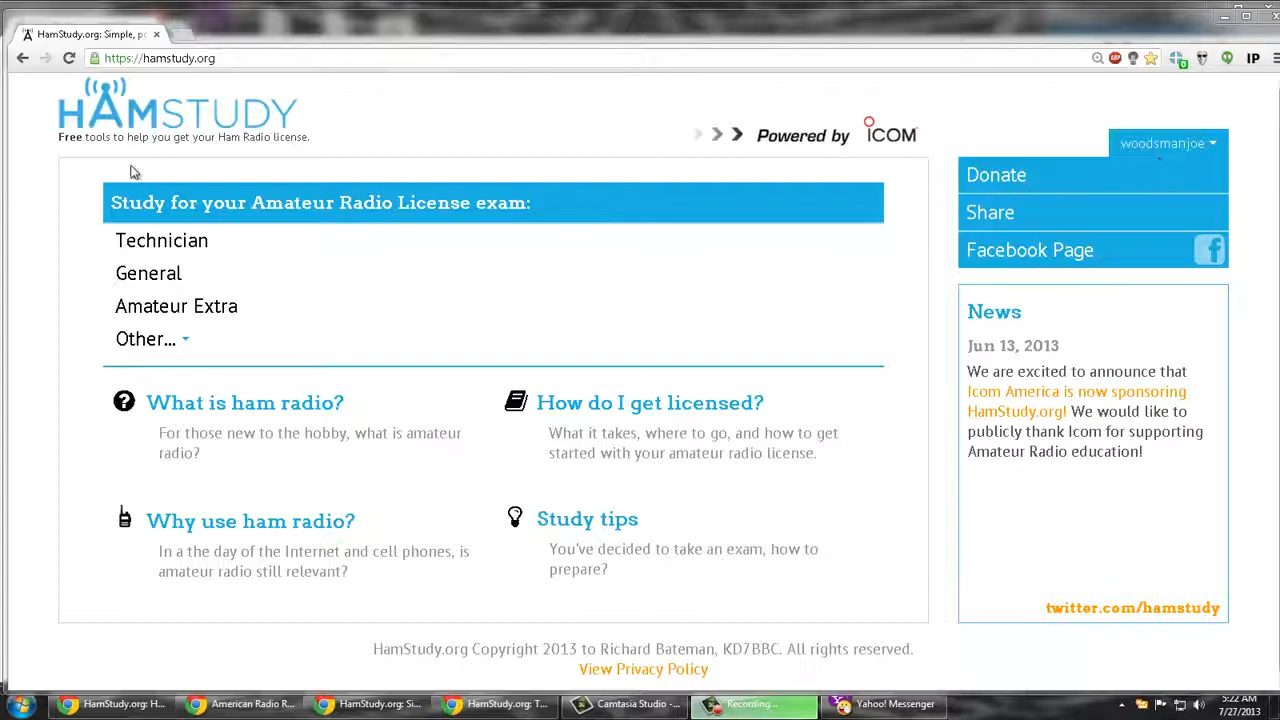 HamStudy.org: Simple, pc
https://hamstudy.org
IP
HAMSTUDY
Free tools to help you get your Ham Radio license.
Powered by ICOM
woodsmanjoe
Study for your Amateur Radio License exam:
Technician
General
Amateur Extra
Other...
What is ham radio?
For those new to the hobby, what is amateur
radio?
How do I get licensed?
What it takes, where to go, and how to get
started with your amateur radio license.
Why use ham radio?
In a the day of the Internet and cell phones, is
amateur radio still relevant?
Study tips
You've decided to take an exam, how to
prepare?
Donate
Share
Facebook Page
News
Jun 13, 2013
We are excited to announce that
Icom America is now sponsoring
HamStudy.org! We would like to
publicly thank Icom for supporting
Amateur Radio education!
twitter.com/hamstudy
HamStudy.org Copyright 2013 to Richard Bateman, KD7BBC. All rights reserved.
View Privacy Policy
HamStudy.org: H...
American Radio R...
HamStudy.org: Si...
HamStudy.org: T...
Camtasia Studio -...
Recording...
Yahoo! Messenger
5:22 AM
7/27/2013